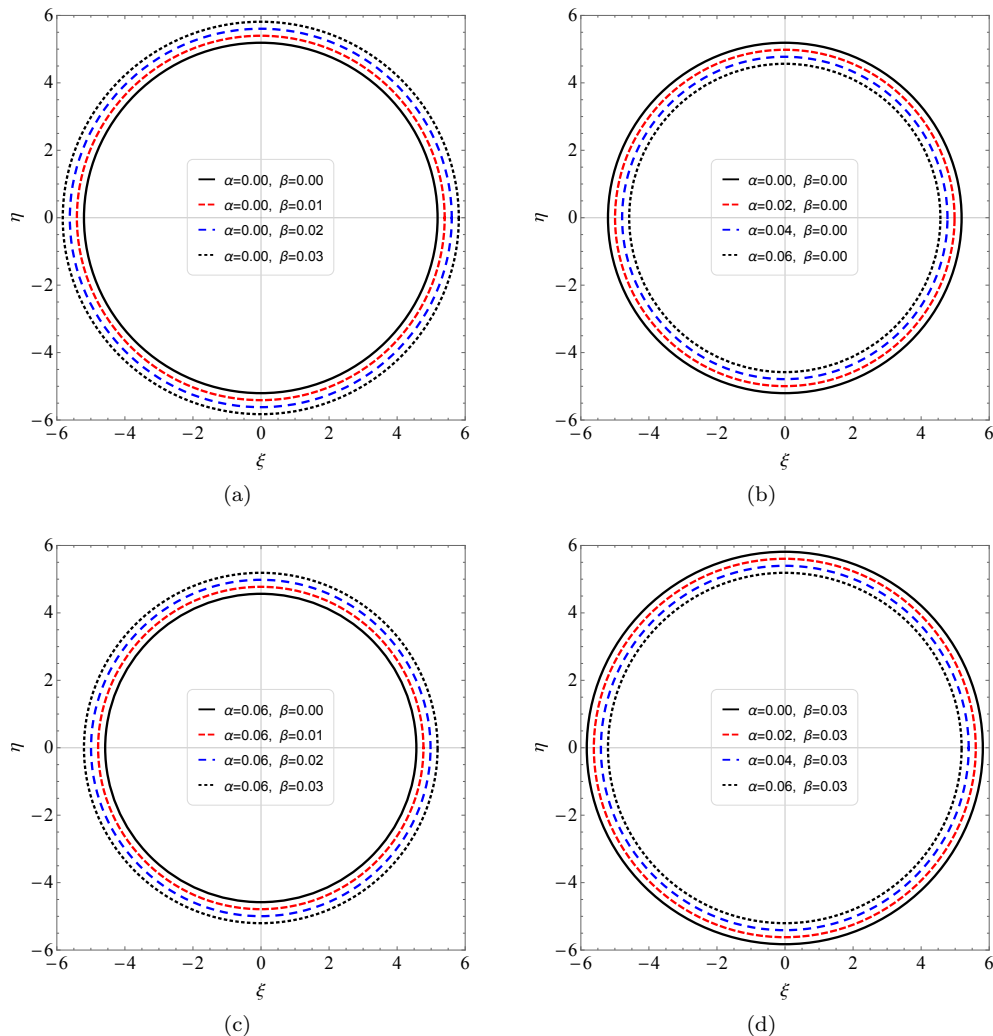 6
4
2
0
−2
−4
−6
η
−6 −4 −2 0 2 4 6
ξ
α=0.00, β=0.00
α=0.00, β=0.01
α=0.00, β=0.02
α=0.00, β=0.03
(a)
6
4
2
0
−2
−4
−6
η
−6 −4 −2 0 2 4 6
ξ
α=0.00, β=0.00
α=0.02, β=0.00
α=0.04, β=0.00
α=0.06, β=0.00
(b)
6
4
2
0
−2
−4
−6
η
−6 −4 −2 0 2 4 6
ξ
α=0.06, β=0.00
α=0.06, β=0.01
α=0.06, β=0.02
α=0.06, β=0.03
(c)
6
4
2
0
−2
−4
−6
η
−6 −4 −2 0 2 4 6
ξ
α=0.00, β=0.03
α=0.02, β=0.03
α=0.04, β=0.03
α=0.06, β=0.03
(d)